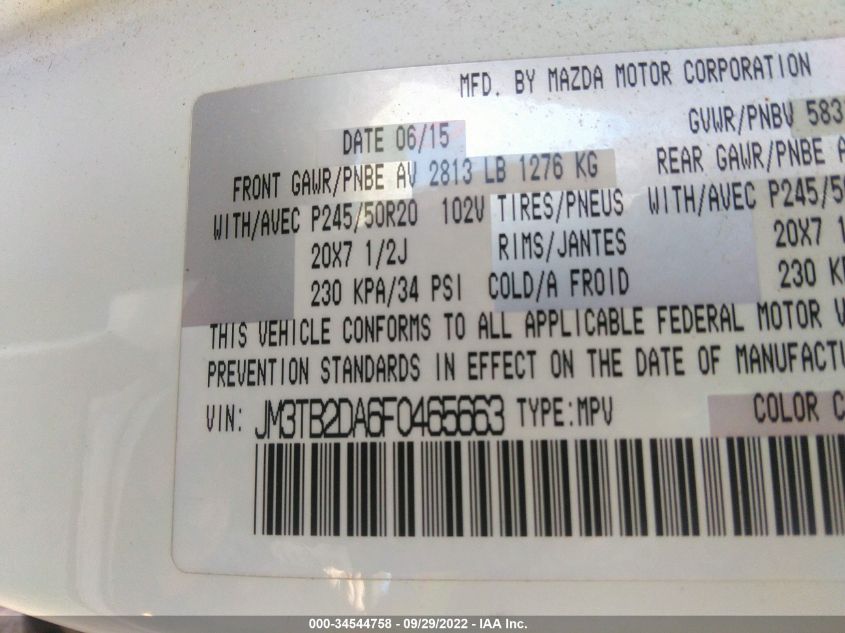 MFD. BY MAZDA MOTOR CORPORATION
DATE 06/15 GVWR/PNBV 583
FRONT GAWR/PNBE AV 2813 LB 1276 KG REAR GAWR/PNBE A
WITH/AVEC P245/50R20 102V TIRES/PNEUS WITH/AVEC P245/5
20X7 1/2J RIMS/JANTES 20X7 1
230 KPA/34 PSI COLD/A FROID 230 K
THIS VEHICLE CONFORMS TO ALL APPLICABLE FEDERAL MOTOR V
PREVENTION STANDARDS IN EFFECT ON THE DATE OF MANUFACTU
VIN: JM3TB2DA6F0465663 TYPE:MPV COLOR C
000-34544758 - 09/29/2022 - IAA Inc.